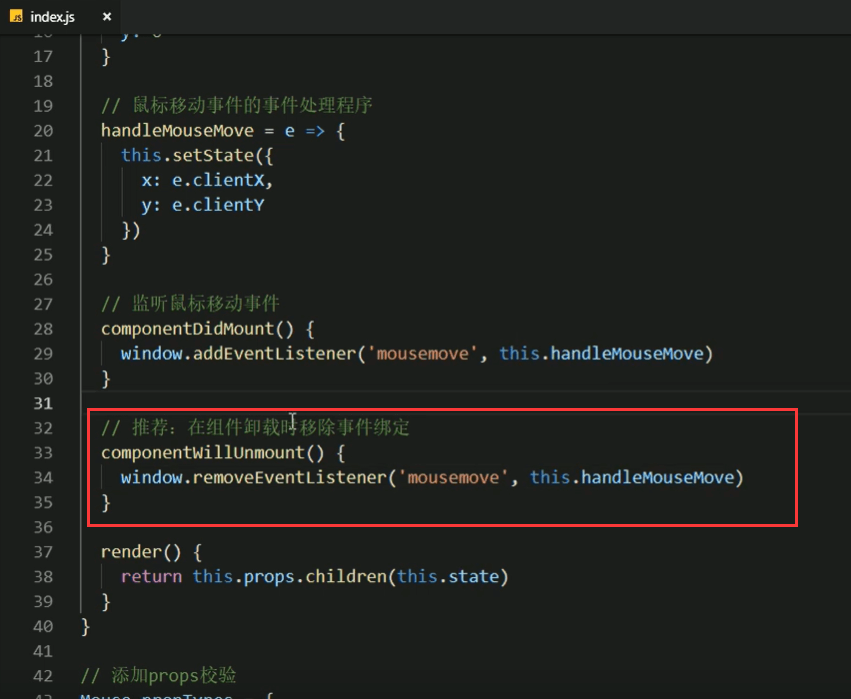 JS index.js ×
16 y: 0
17 }
18
19 // 鼠标移动事件的事件处理程序
20 handleMouseMove = e => {
21 this.setState({
22 x: e.clientX,
23 y: e.clientY
24 })
25 }
26
27 // 监听鼠标移动事件
28 componentDidMount() {
29 window.addEventListener('mousemove', this.handleMouseMove)
30 }
31
32 // 推荐：在组件卸载时移除事件绑定
33 componentWillUnmount() {
34 window.removeEventListener('mousemove', this.handleMouseMove)
35 }
36
37 render() {
38 return this.props.children(this.state)
39 }
40 }
41
42 // 添加props校验
43 Mouse.propTypes = {